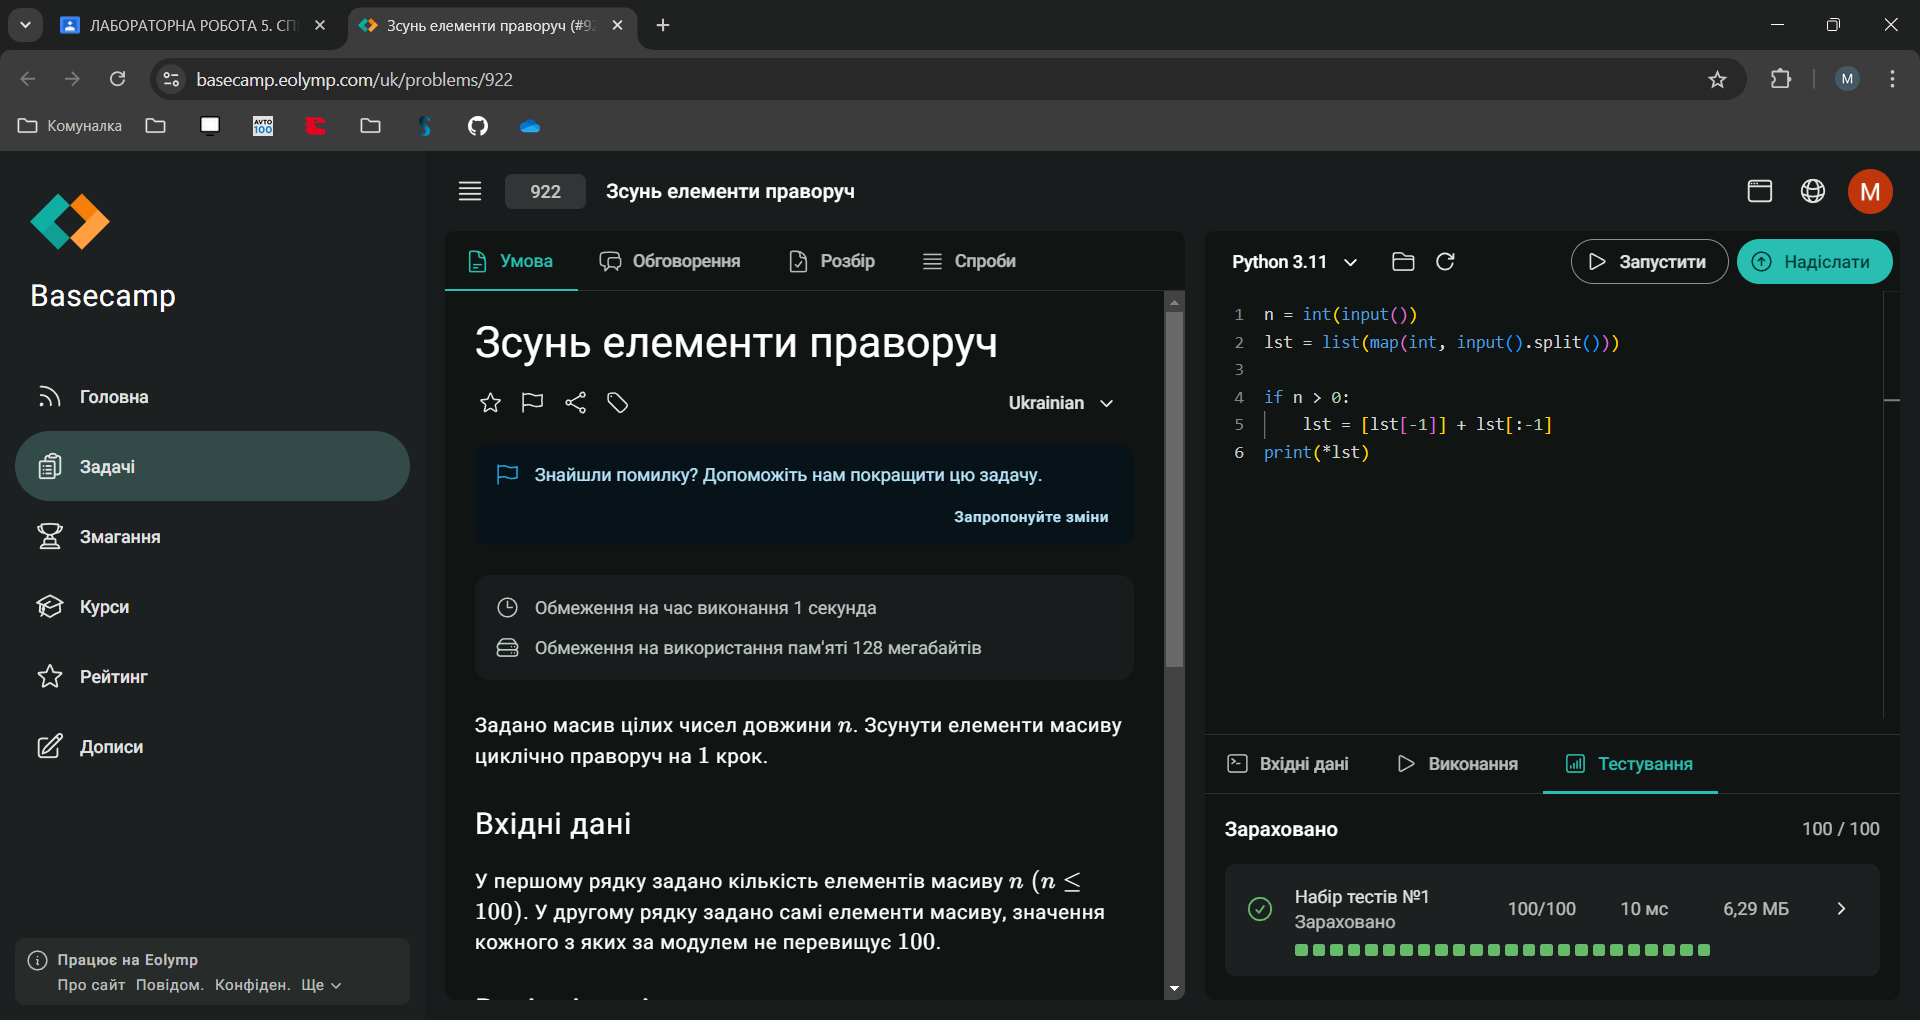 ЛАБОРАТОРНА РОБОТА 5. СПИ
Зсунь елементи праворуч (#92
basecamp.eolymp.com/uk/problems/922
M
Комуналка
AVTO
100
922
Зсунь елементи праворуч
M
Basecamp
Головна
Задачі
Змагання
Курси
Рейтинг
Дописи
Працює на Eolymp
Про сайт Повідом. Конфіден. Ще
Умова
Обговорення
Розбір
Спроби
Зсунь елементи праворуч
Ukrainian
Знайшли помилку? Допоможіть нам покращити цю задачу.
Запропонуйте зміни
Обмеження на час виконання 1 секунда
Обмеження на використання пам'яті 128 мегабайтів
Задано масив цілих чисел довжини n. Зсунути елементи масиву
циклічно праворуч на 1 крок.
Вхідні дані
У першому рядку задано кількість елементів масиву n (n ≤
100). У другому рядку задано самі елементи масиву, значення
кожного з яких за модулем не перевищує 100.
Python 3.11
Запустити
Надіслати
1 n = int(input())
2 lst = list(map(int, input().split()))
3
4 if n > 0:
5 lst = [lst[-1]] + lst[:-1]
6 print(*lst)
Вхідні дані
Виконання
Тестування
Зараховано
100 / 100
Набір тестів №1
Зараховано
100/100
10 мс
6,29 МБ